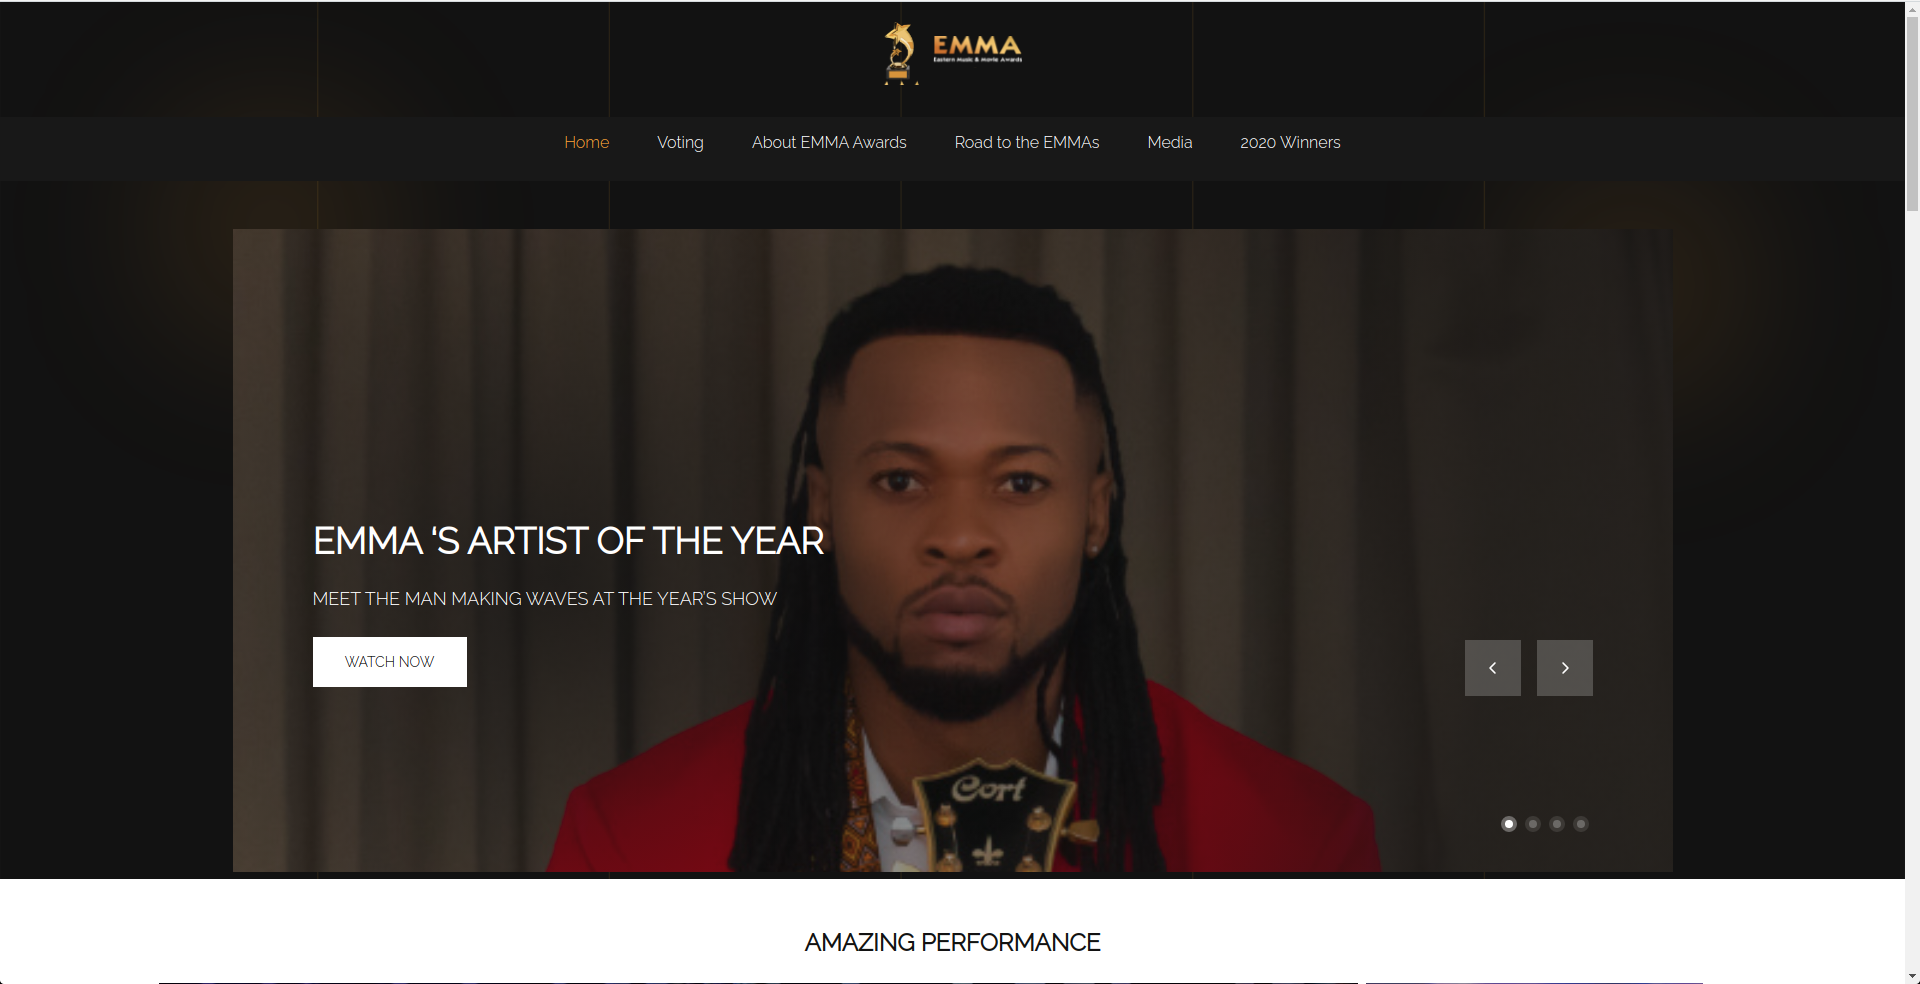 EMMA
Eastern Music & Movie Awards
Home
Voting
About EMMA Awards
Road to the EMMAs
Media
2020 Winners
EMMA ‘S ARTIST OF THE YEAR
MEET THE MAN MAKING WAVES AT THE YEAR’S SHOW
WATCH NOW
Cort
AMAZING PERFORMANCE